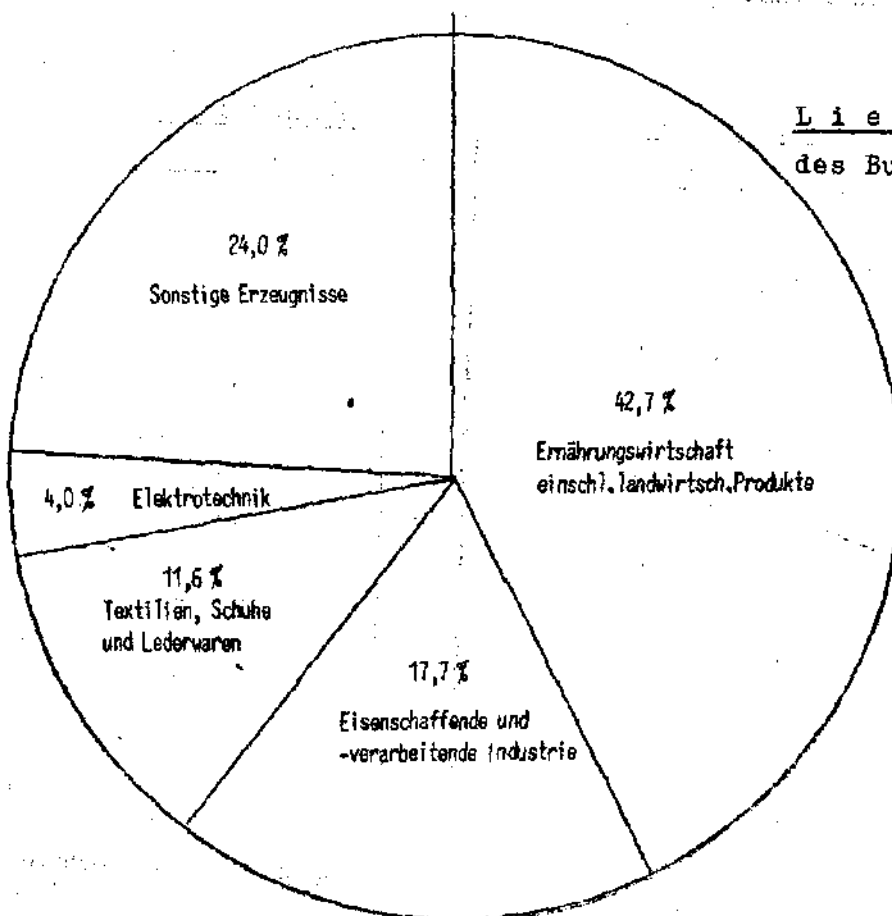 L i e
des Bu
24,0 %
Sonstige Erzeugnisse
42,7 %
Ernährungswirtschaft
einschl.landwirtsch.Produkte
4,0 % Elektrotechnik
11,6 %
Textilien, Schuhe
und Lederwaren
17,7 %
Eisenschaffende und
-verarbeitende Industrie